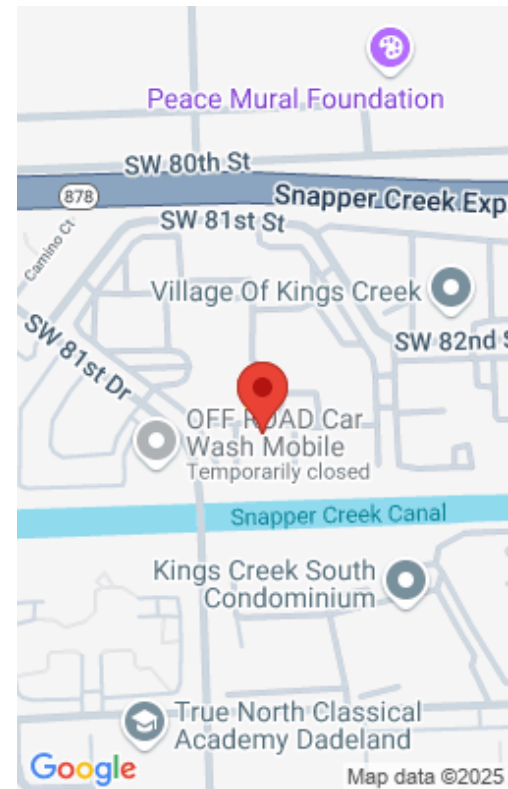 Peace Mural Foundation
SW 80th St
878
Snapper Creek Exp
SW 81st St
Camino Ct
Village Of Kings Creek
SW 82nd S
SW 81st Dr
OFF ROAD Car
Wash Mobile
Temporarily closed
Snapper Creek Canal
Kings Creek South
Condominium
True North Classical
Academy Dadeland
Google
Map data ©2025